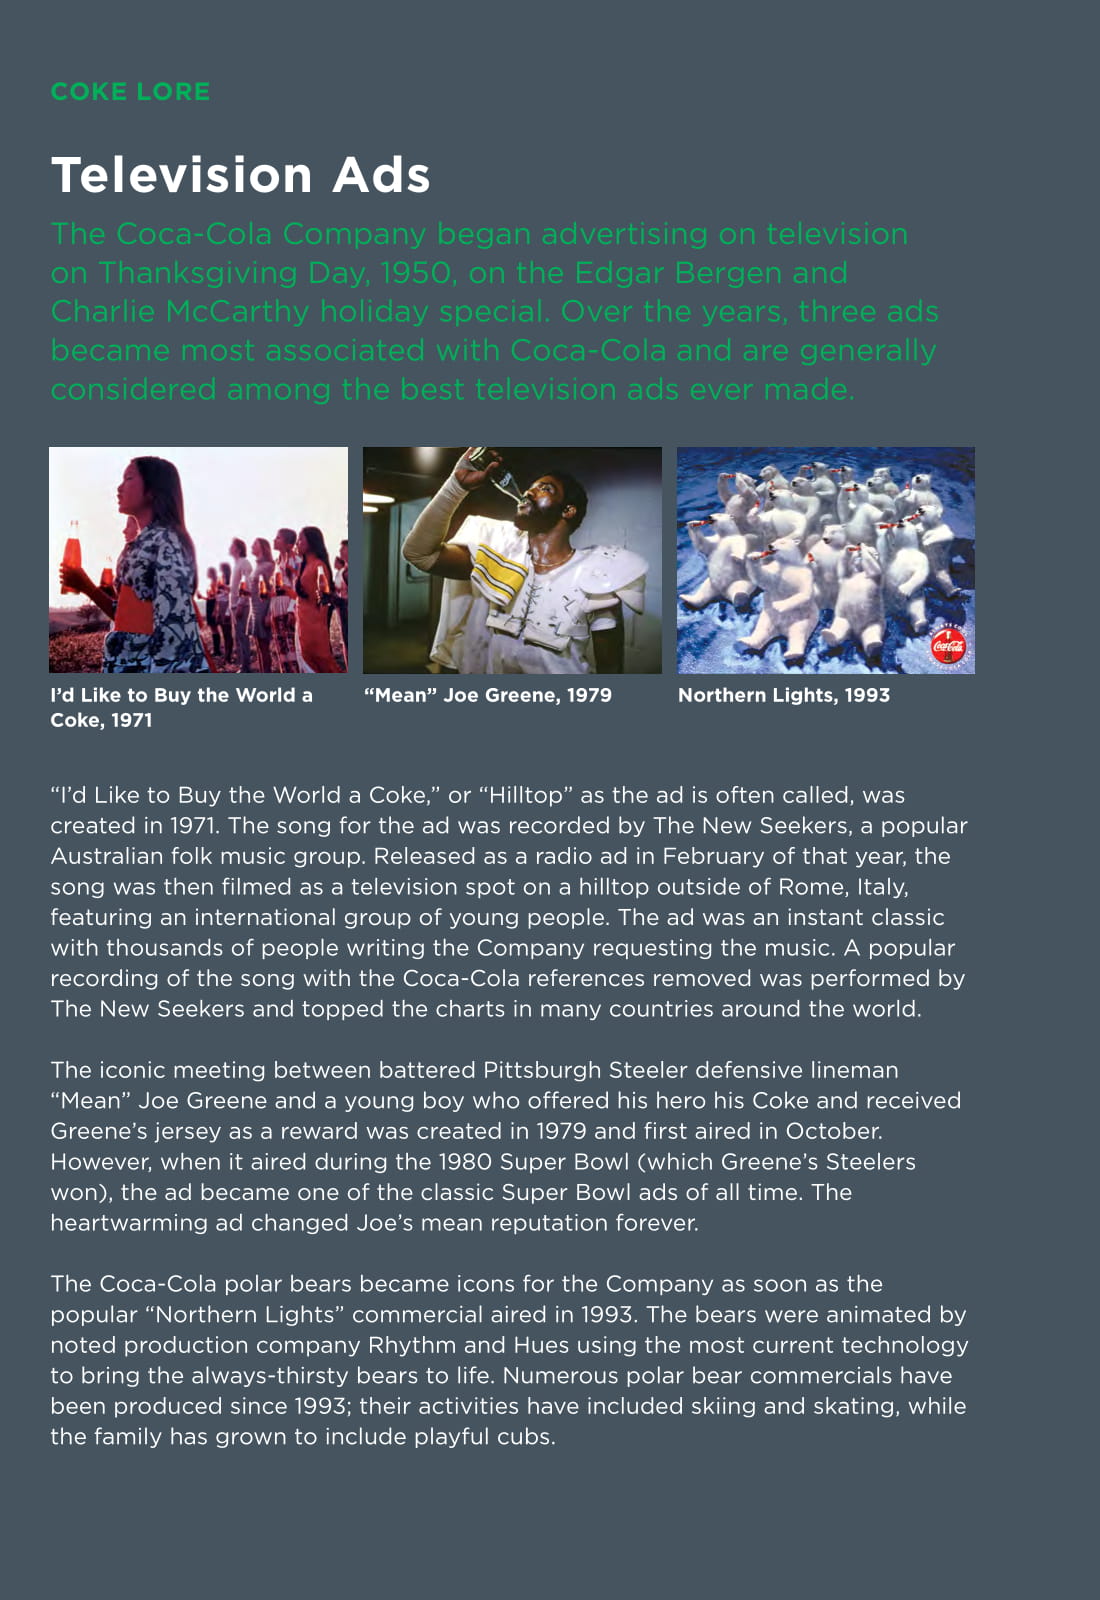 COKE LORE
Television Ads
The Coca-Cola Company began advertising on television
on Thanksgiving Day, 1950, on the Edgar Bergen and
Charlie McCarthy holiday special. Over the years, three ads
became most associated with Coca-Cola and are generally
considered among the best television ads ever made.
Coca-Cola
I’d Like to Buy the World a
Coke, 1971
“Mean” Joe Greene, 1979
Northern Lights, 1993
“I’d Like to Buy the World a Coke,” or “Hilltop” as the ad is often called, was
created in 1971. The song for the ad was recorded by The New Seekers, a popular
Australian folk music group. Released as a radio ad in February of that year, the
song was then filmed as a television spot on a hilltop outside of Rome, Italy,
featuring an international group of young people. The ad was an instant classic
with thousands of people writing the Company requesting the music. A popular
recording of the song with the Coca-Cola references removed was performed by
The New Seekers and topped the charts in many countries around the world.
The iconic meeting between battered Pittsburgh Steeler defensive lineman
“Mean” Joe Greene and a young boy who offered his hero his Coke and received
Greene’s jersey as a reward was created in 1979 and first aired in October.
However, when it aired during the 1980 Super Bowl (which Greene’s Steelers
won), the ad became one of the classic Super Bowl ads of all time. The
heartwarming ad changed Joe’s mean reputation forever.
The Coca-Cola polar bears became icons for the Company as soon as the
popular “Northern Lights” commercial aired in 1993. The bears were animated by
noted production company Rhythm and Hues using the most current technology
to bring the always-thirsty bears to life. Numerous polar bear commercials have
been produced since 1993; their activities have included skiing and skating, while
the family has grown to include playful cubs.